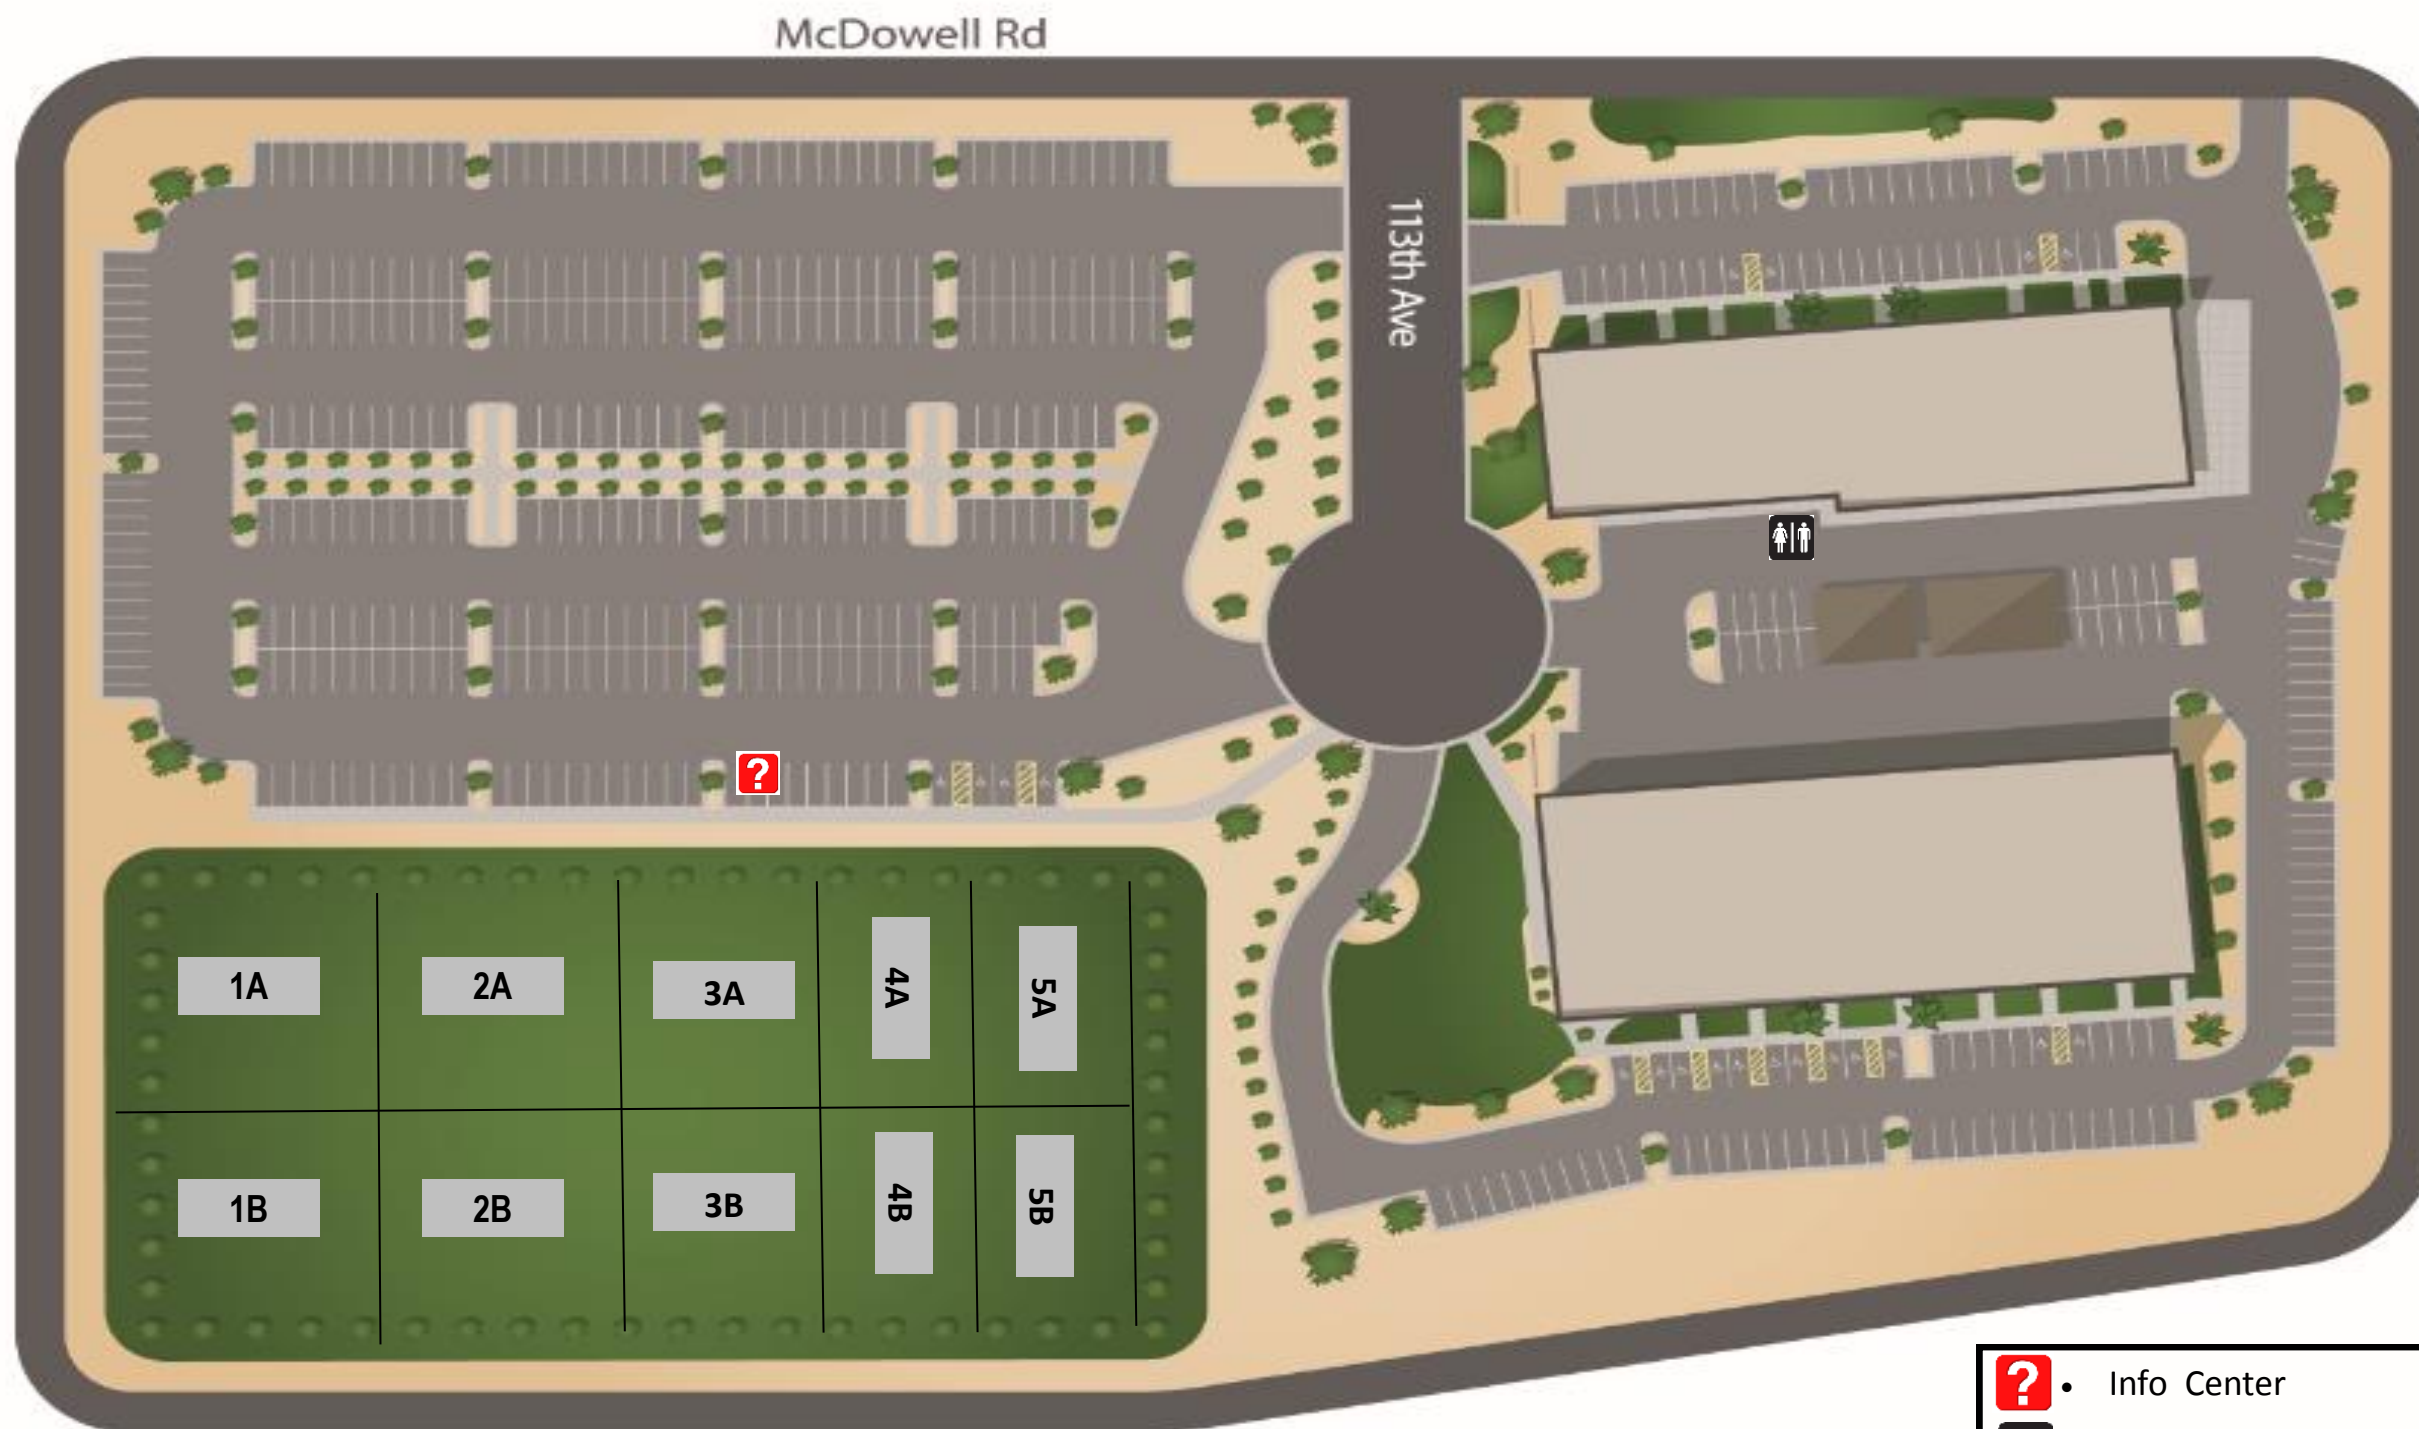 McDowell Rd
113th Ave
?
1A
2A
3A
4A
5A
1B
2B
3B
4B
5B
? • Info Center